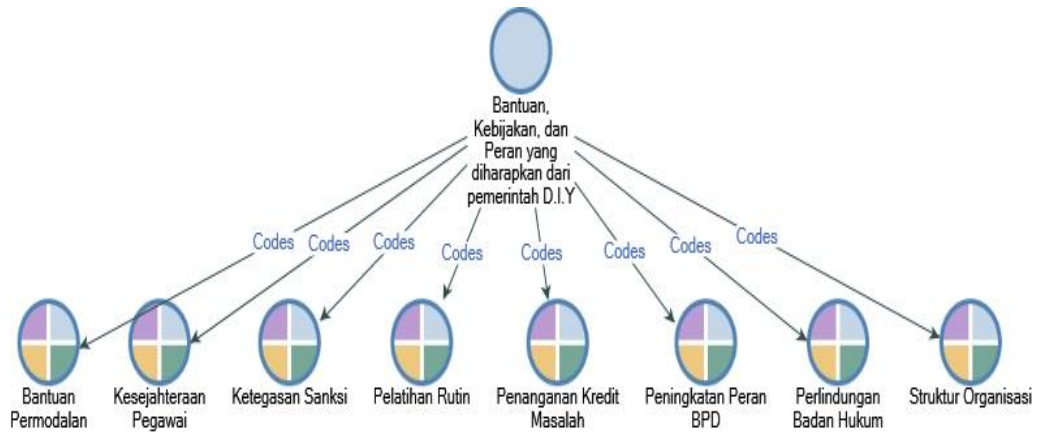 Bantuan,
Kebijakan, dan
Peran yang
diharapkan dari
pemerintah D.I.Y
Codes
Codes
Codes
Codes
Codes
Codes
Codes
Codes
Bantuan
Permodalan
Kesejahteraan
Pegawai
Ketegasan Sanksi
Pelatihan Rutin
Penanganan Kredit
Masalah
Peningkatan Peran
BPD
Perlindungan
Badan Hukum
Struktur Organisasi